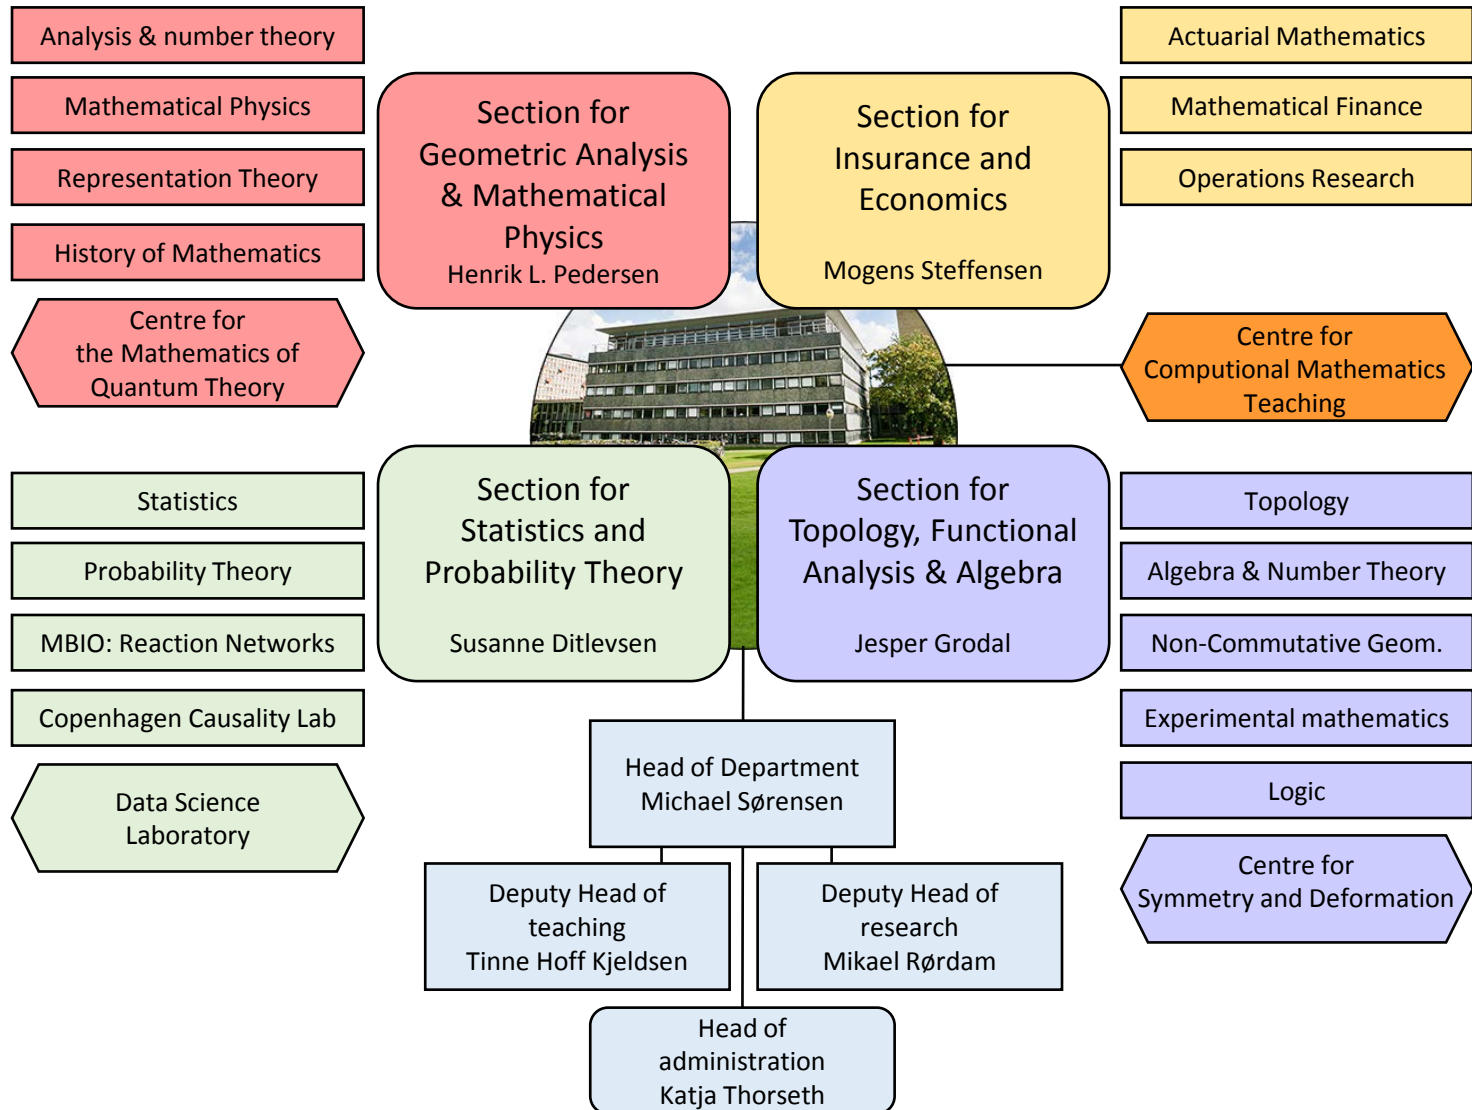 Analysis & number theory
Mathematical Physics
Representation Theory
History of Mathematics
Centre for
the Mathematics of
Quantum Theory
Section for
Geometric Analysis
& Mathematical
Physics
Henrik L. Pedersen
Section for
Insurance and
Economics
Mogens Steffensen
Actuarial Mathematics
Mathematical Finance
Operations Research
Centre for
Computional Mathematics
Teaching
Statistics
Probability Theory
MBIO: Reaction Networks
Copenhagen Causality Lab
Data Science
Laboratory
Section for
Statistics and
Probability Theory
Susanne Ditlevsen
Section for
Topology, Functional
Analysis & Algebra
Jesper Grodal
Topology
Algebra & Number Theory
Non-Commutative Geom.
Experimental mathematics
Logic
Centre for
Symmetry and Deformation
Head of Department
Michael Sørensen
Deputy Head of
teaching
Tinne Hoff Kjeldsen
Deputy Head of
research
Mikael Rørdam
Head of
administration
Katja Thorseth